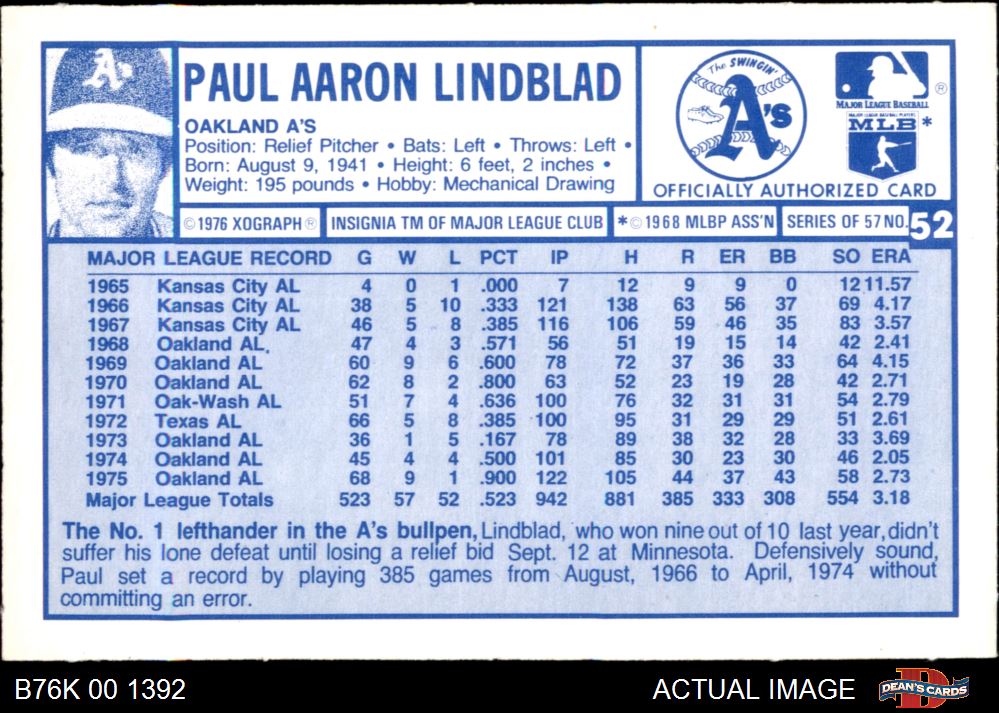 A's
PAUL AARON LINDBLAD
OAKLAND A'S
Position: Relief Pitcher • Bats: Left • Throws: Left •
Born: August 9, 1941 • Height: 6 feet, 2 inches •
Weight: 195 pounds • Hobby: Mechanical Drawing
The SWINGIN'
A's
®
MAJOR LEAGUE BASEBALL
MAJOR LEAGUE BASEBALL PLAYERS
MLB *
OFFICIALLY AUTHORIZED CARD
©1976 XOGRAPH® INSIGNIA TM OF MAJOR LEAGUE CLUB *©1968 MLBP ASS'N SERIES OF 57 NO. 52
MAJOR LEAGUE RECORD G W L PCT IP H R ER BB SO ERA
1965 Kansas City AL 4 0 1 .000 7 12 9 9 0 12 11.57
1966 Kansas City AL 38 5 10 .333 121 138 63 56 37 69 4.17
1967 Kansas City AL 46 5 8 .385 116 106 59 46 35 83 3.57
1968 Oakland AL. 47 4 3 .571 56 51 19 15 14 42 2.41
1969 Oakland AL 60 9 6 .600 78 72 37 36 33 64 4.15
1970 Oakland AL 62 8 2 .800 63 52 23 19 28 42 2.71
1971 Oak-Wash AL 51 7 4 .636 100 76 32 31 31 54 2.79
1972 Texas AL 66 5 8 .385 100 95 31 29 29 51 2.61
1973 Oakland AL 36 1 5 .167 78 89 38 32 28 33 3.69
1974 Oakland AL 45 4 4 .500 101 85 30 23 30 46 2.05
1975 Oakland AL 68 9 1 .900 122 105 44 37 43 58 2.73
Major League Totals 523 57 52 .523 942 881 385 333 308 554 3.18
The No. 1 lefthander in the A's bullpen, Lindblad, who won nine out of 10 last year, didn't
suffer his lone defeat until losing a relief bid Sept. 12 at Minnesota. Defensively sound,
Paul set a record by playing 385 games from August, 1966 to April, 1974 without
committing an error.
B76K 00 1392
ACTUAL IMAGE
DEAN'S CARDS